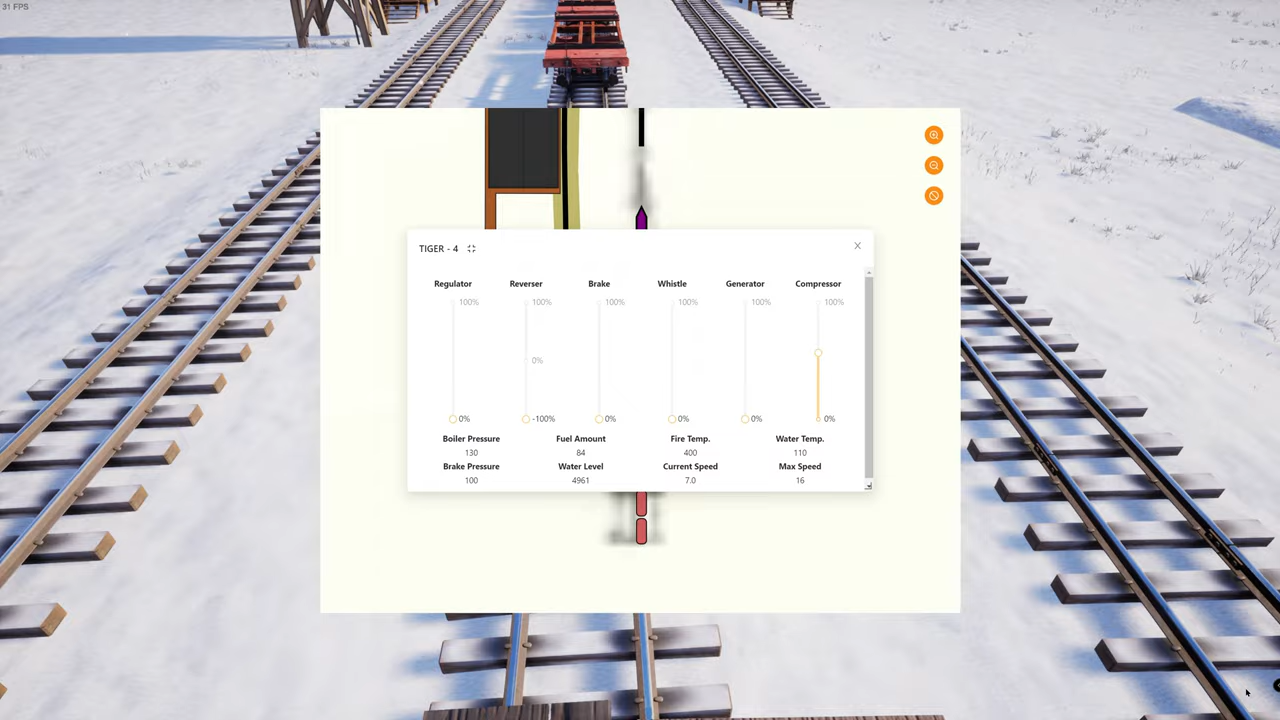 31 FPS
TIGER - 4
Regulator Reverser Brake Whistle Generator Compressor
100% 100% 100% 100% 100% 100%
0%
0% -100% 0% 0% 0% 0%
Boiler Pressure Fuel Amount Fire Temp. Water Temp.
130 84 400 110
Brake Pressure Water Level Current Speed Max Speed
100 4961 7.0 16